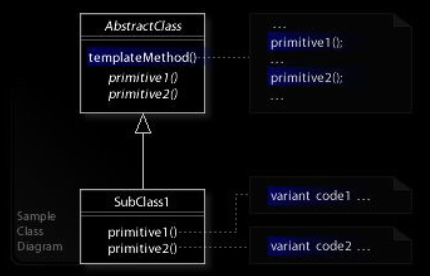 AbstractClass
templateMethod()
primitive1()
primitive2()
...
primitive1();
...
primitive2();
...
SubClass1
primitive1()
primitive2()
variant code1 ...
variant code2 ...
Sample
Class
Diagram